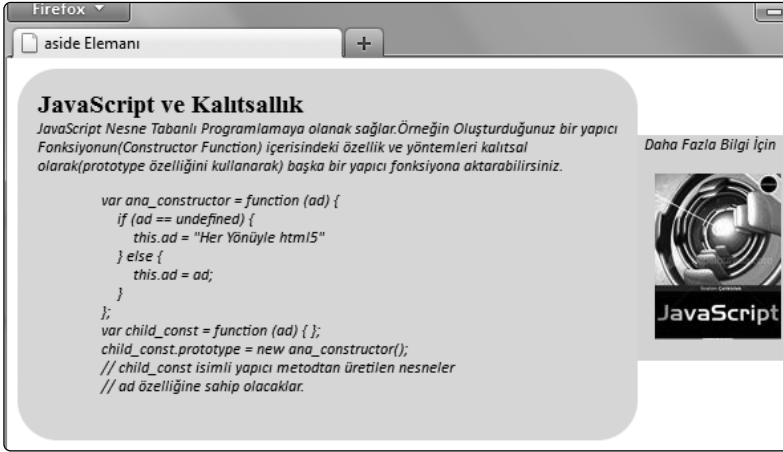 Firefox
aside Elemanı
JavaScript ve Kalıtsallık
JavaScript Nesne Tabanlı Programlamaya olanak sağlar.Örneğin Oluşturduğunuz bir yapıcı
Fonksiyonun(Constructor Function) içerisindeki özellik ve yöntemleri kalıtsal
olarak(prototype özelliğini kullanarak) başka bir yapıcı fonksiyona aktarabilirsiniz.
var ana_constructor = function (ad) {
if (ad == undefined) {
this.ad = "Her Yönüyle html5"
} else {
this.ad = ad;
}
};
var child_const = function (ad) { };
child_const.prototype = new ana_constructor();
// child_const isimli yapıcı metodtan üretilen nesneler
// ad özelliğine sahip olacaklar.
Daha Fazla Bilgi İçin
JavaScript